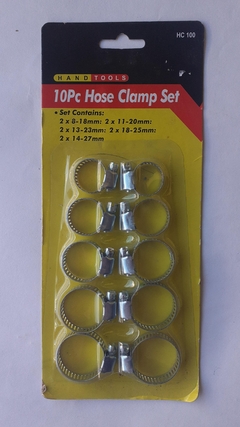 HC 100
HAND TOOLS
10Pc Hose Clamp Set
• Set Contains:
2 x 8-18mm: 2 x 11-20mm:
2 x 13-23mm: 2 x 18-25mm:
2 x 14-27mm